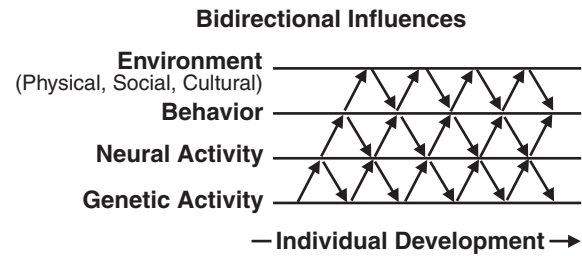 Bidirectional Influences
Environment
(Physical, Social, Cultural)
Behavior
Neural Activity
Genetic Activity
Individual Development